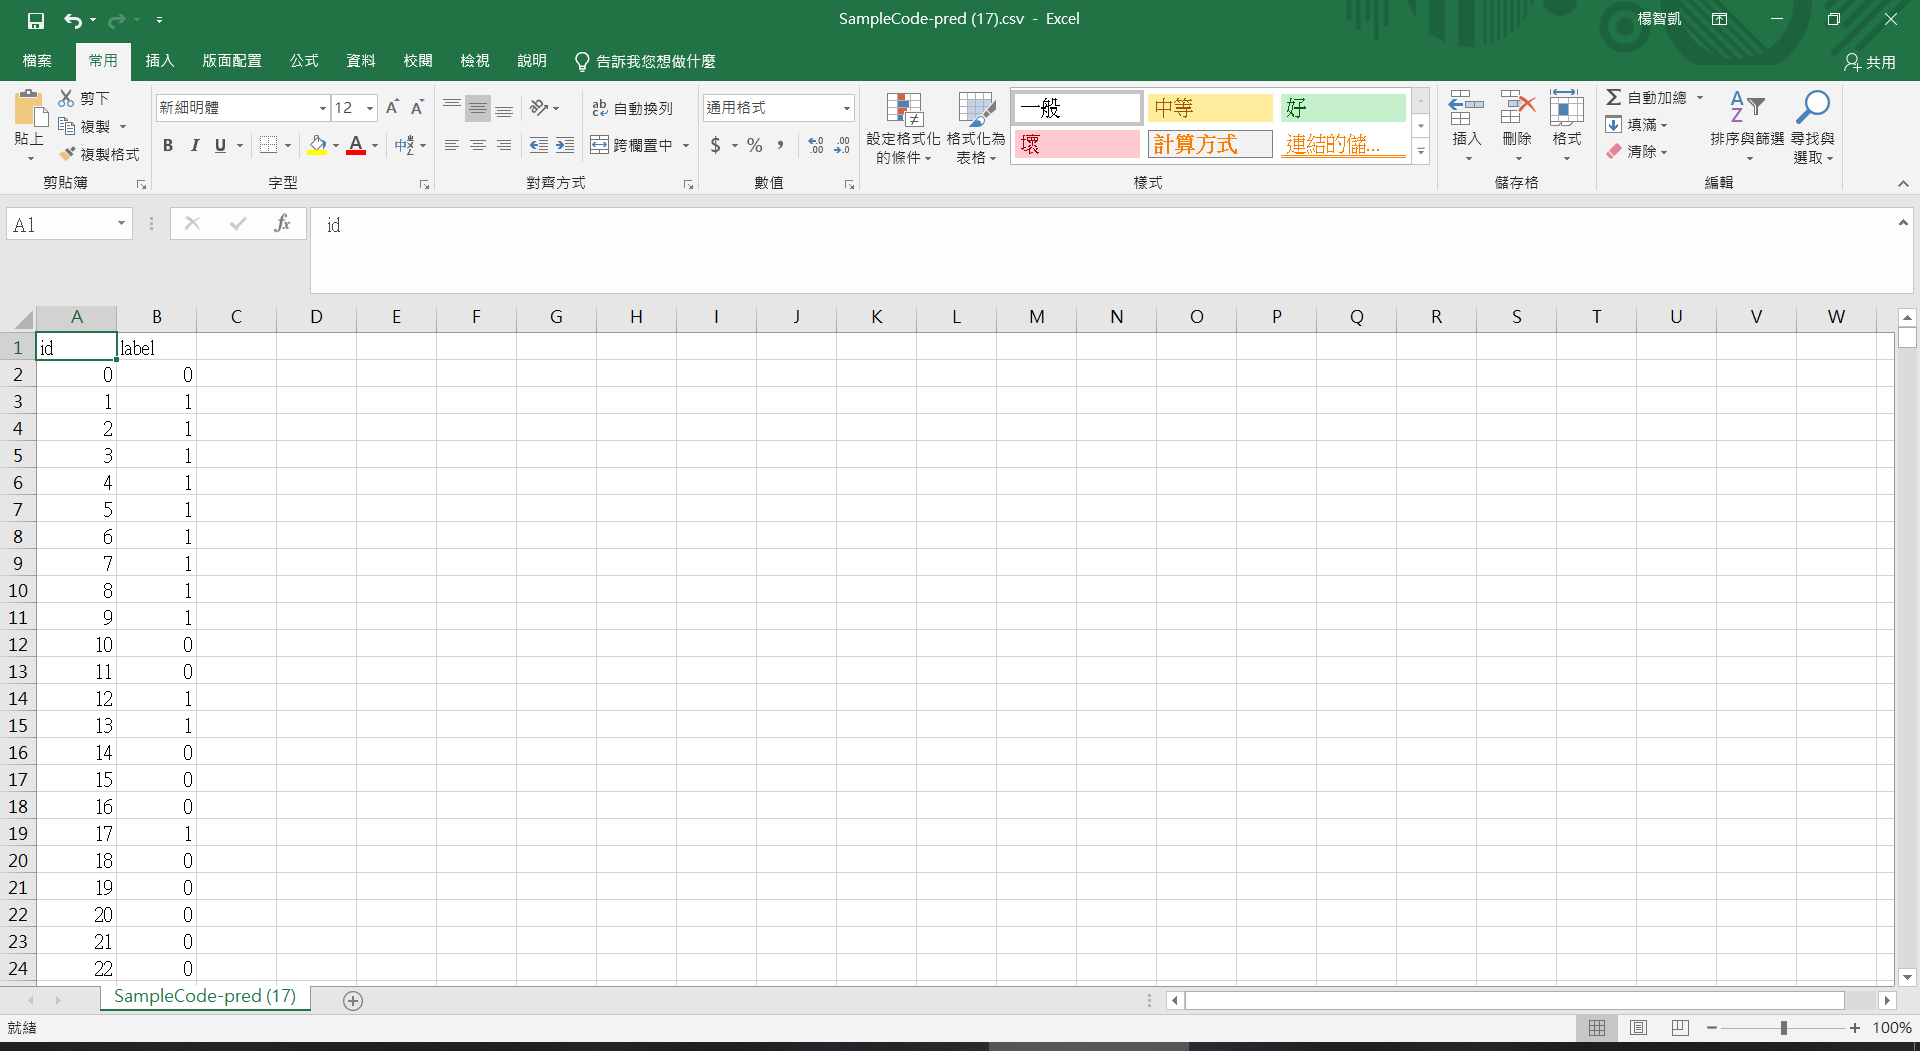 SampleCode-pred (17).csv - Excel
楊智凱
檔案 常用 插入 版面配置 公式 資料 校閱 檢視 說明 告訴我您想做什麼 共用
貼上
剪下
複製
複製格式
剪貼簿
新細明體 12 A A
B I U A 中
字型
ab 自動換列
跨欄置中
對齊方式
通用格式
$ % , .00 .00
數值
設定格式化的條件
格式化為表格
一般 中等 好
壞 計算方式 連結的儲...
樣式
插入 刪除 格式
儲存格
Σ 自動加總
填滿
清除
排序與篩選
尋找與選取
編輯
A1 fx id
A B C D E F G H I J K L M N O P Q R S T U V W
1 id label
2 0 0
3 1 1
4 2 1
5 3 1
6 4 1
7 5 1
8 6 1
9 7 1
10 8 1
11 9 1
12 10 0
13 11 0
14 12 1
15 13 1
16 14 0
17 15 0
18 16 0
19 17 1
20 18 0
21 19 0
22 20 0
23 21 0
24 22 0
SampleCode-pred (17)
就緒 100%